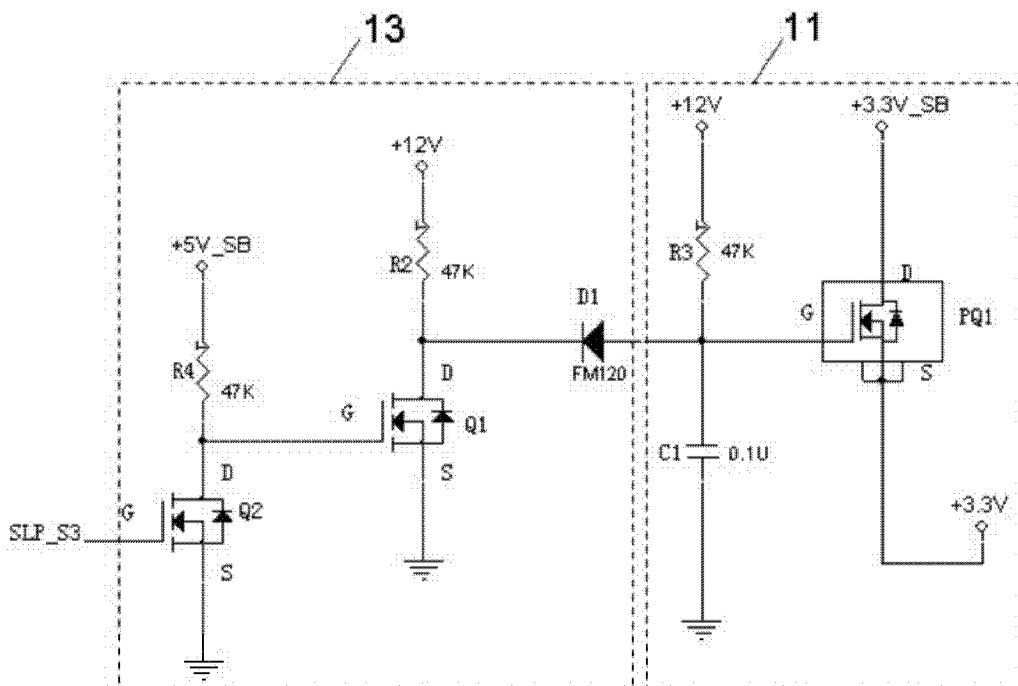 13
11
+12V
+3.3V_SB
+12V
+5V_SB
R2
47K
R3
47K
D
D1
G
PQ1
R4
47K
FM120
S
D
G
Q1
C1
0.1U
S
D
+3.3V
SLP_S3
G
Q2
S